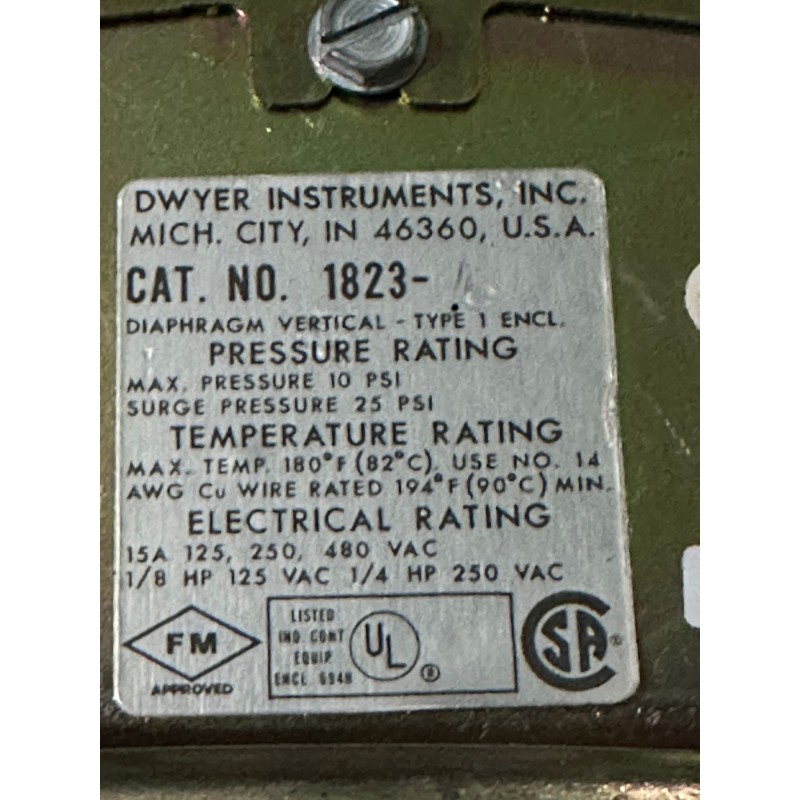 DWYER INSTRUMENTS, INC.
MICH. CITY, IN 46360, U.S.A.
CAT. NO. 1823-
DIAPHRAGM VERTICAL - TYPE 1 ENCL.
PRESSURE RATING
MAX. PRESSURE 10 PSI
SURGE PRESSURE 25 PSI
TEMPERATURE RATING
MAX. TEMP. 180°F (82°C). USE NO. 14
AWG Cu WIRE RATED 194°F (90°C) MIN.
ELECTRICAL RATING
15A 125, 250, 480 VAC
1/8 HP 125 VAC 1/4 HP 250 VAC
FM
APPROVED
LISTED
IND CONT
EQUIP
ENCL 694H
UL ®
SA ®